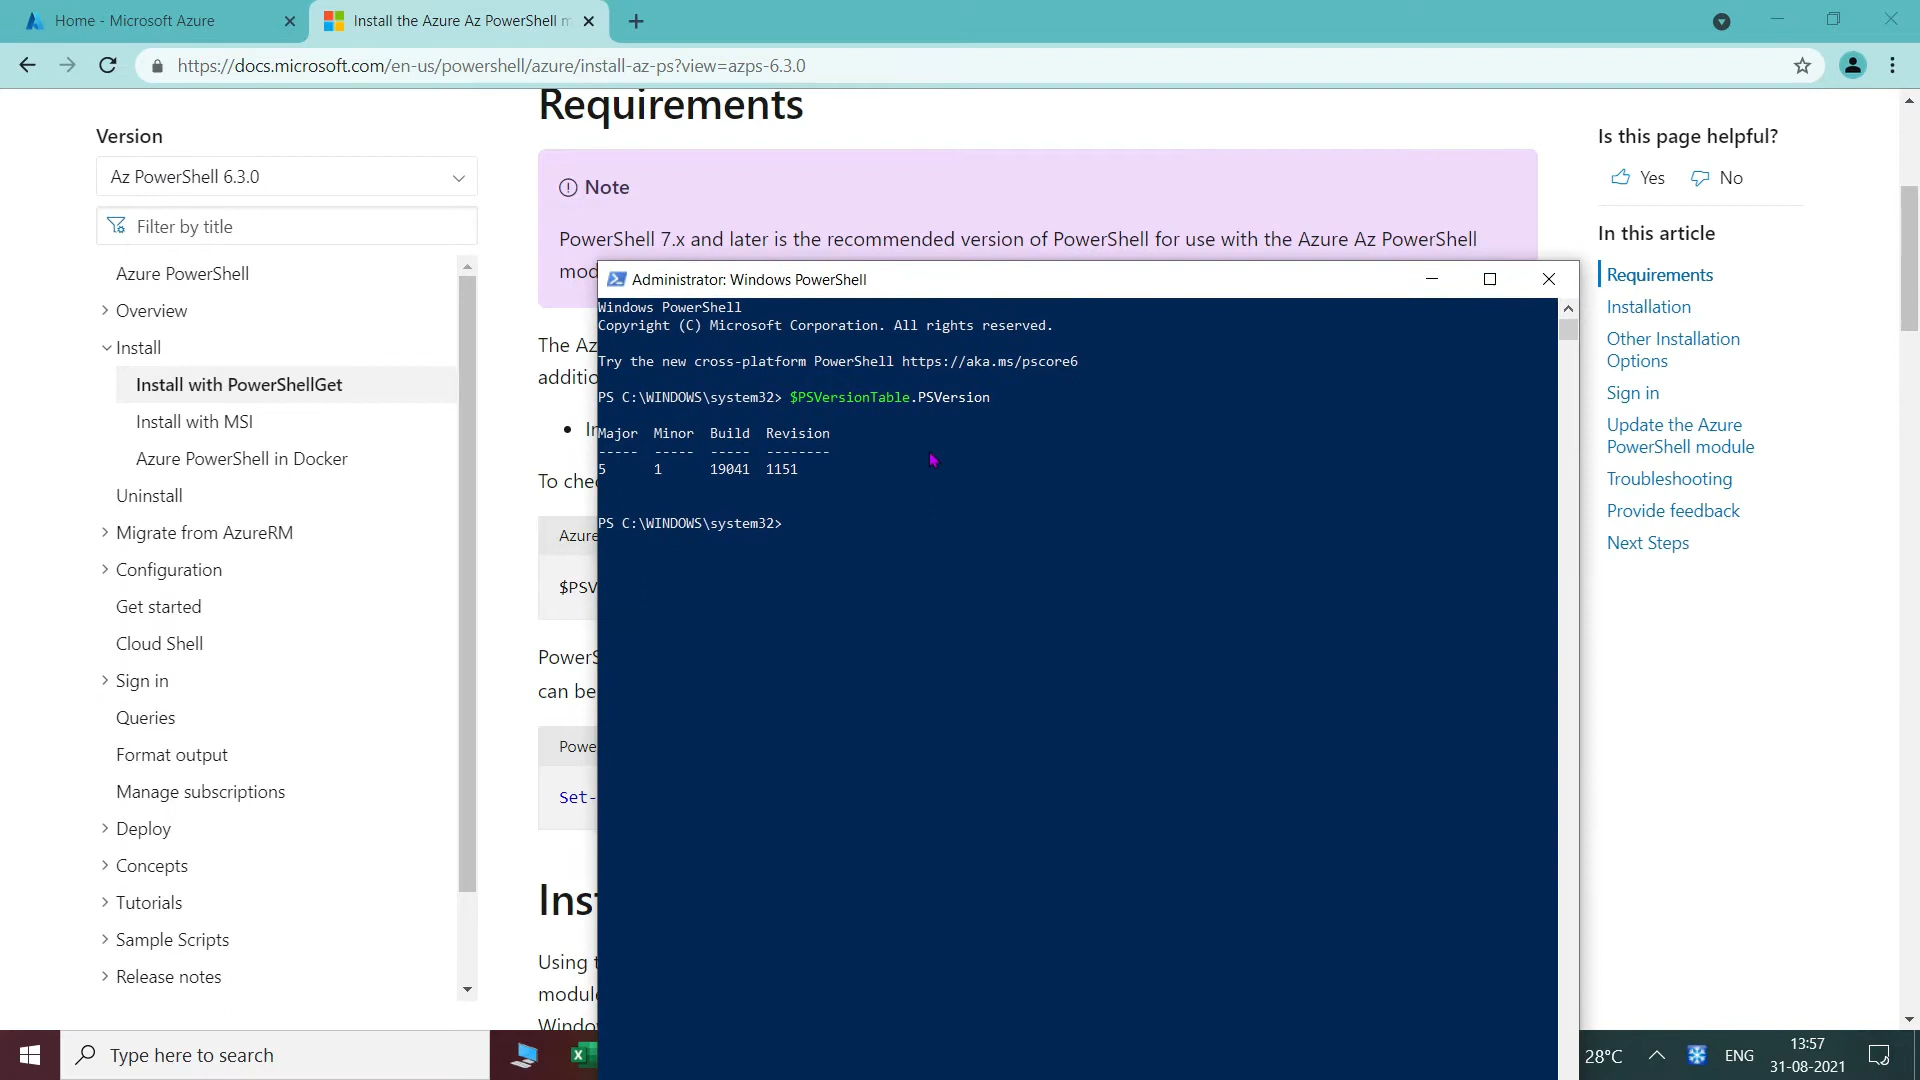 Home - Microsoft Azure
Install the Azure Az PowerShell m
https://docs.microsoft.com/en-us/powershell/azure/install-az-ps?view=azps-6.3.0
Version
Az PowerShell 6.3.0
Filter by title
Azure PowerShell
Overview
Install
Install with PowerShellGet
Install with MSI
Azure PowerShell in Docker
Uninstall
Migrate from AzureRM
Configuration
Get started
Cloud Shell
Sign in
Queries
Format output
Manage subscriptions
Deploy
Concepts
Tutorials
Sample Scripts
Release notes
Requirements
Note
PowerShell 7.x and later is the recommended version of PowerShell for use with the Azure Az PowerShell
mod
The Az
additio
In
To chec
Azure
$PSV
PowerS
can be
Powe
Set-
Inst
Using t
module
Windo
Administrator: Windows PowerShell
Windows PowerShell
Copyright (C) Microsoft Corporation. All rights reserved.
Try the new cross-platform PowerShell https://aka.ms/pscore6
PS C:\WINDOWS\system32> $PSVersionTable.PSVersion
Major Minor Build Revision
----- ----- ----- --------
5 1 19041 1151
PS C:\WINDOWS\system32>
Is this page helpful?
Yes No
In this article
Requirements
Installation
Other Installation
Options
Sign in
Update the Azure
PowerShell module
Troubleshooting
Provide feedback
Next Steps
Type here to search
28°C
ENG
13:57
31-08-2021